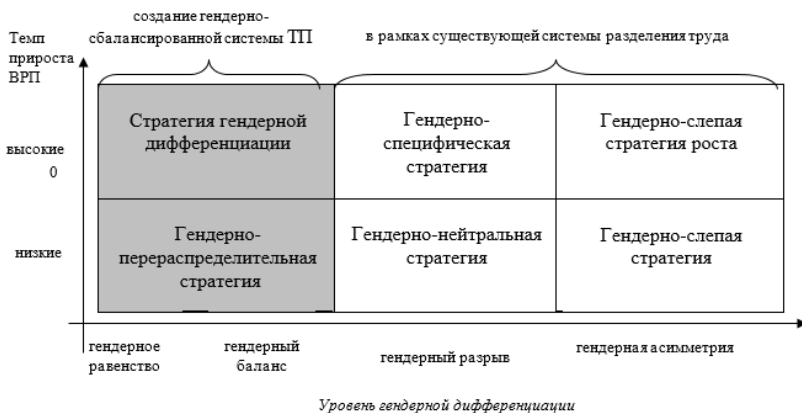 создание гендерно-
сбалансированной системы ТП
в рамках существующей системы разделения труда
Темп
прироста
ВРП
Стратегия гендерной
дифференциации
Гендерно-
специфическая
стратегия
Гендерно-слепая
стратегия роста
высокие
0
Гендерно-
перераспределительная
стратегия
Гендерно-нейтральная
стратегия
Гендерно-слепая
стратегия
низкие
гендерное
равенство
гендерный
баланс
гендерный разрыв
гендерная асимметрия
Уровень гендерной дифференциации